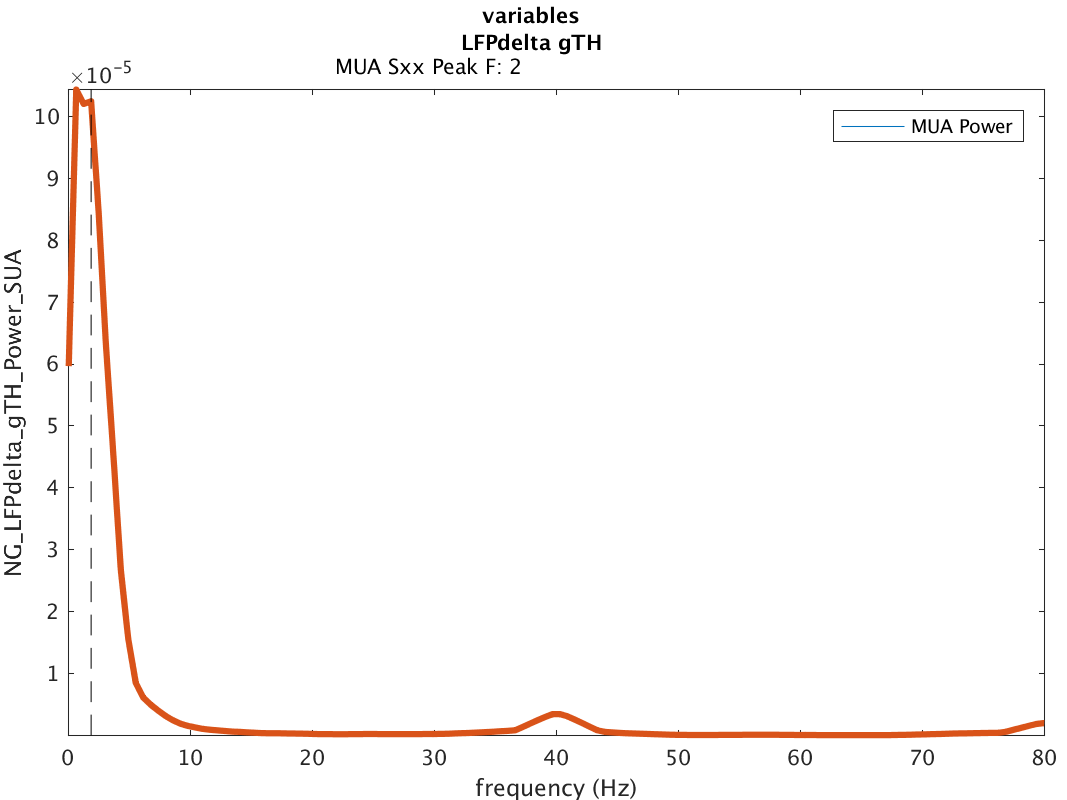 variables
LFPdelta gTH
MUA Sxx Peak F: 2
×10⁻⁵
MUA Power
10
9
8
7
6
5
4
3
2
1
NG_LFPdelta_gTH_Power_SUA
0 10 20 30 40 50 60 70 80
frequency (Hz)